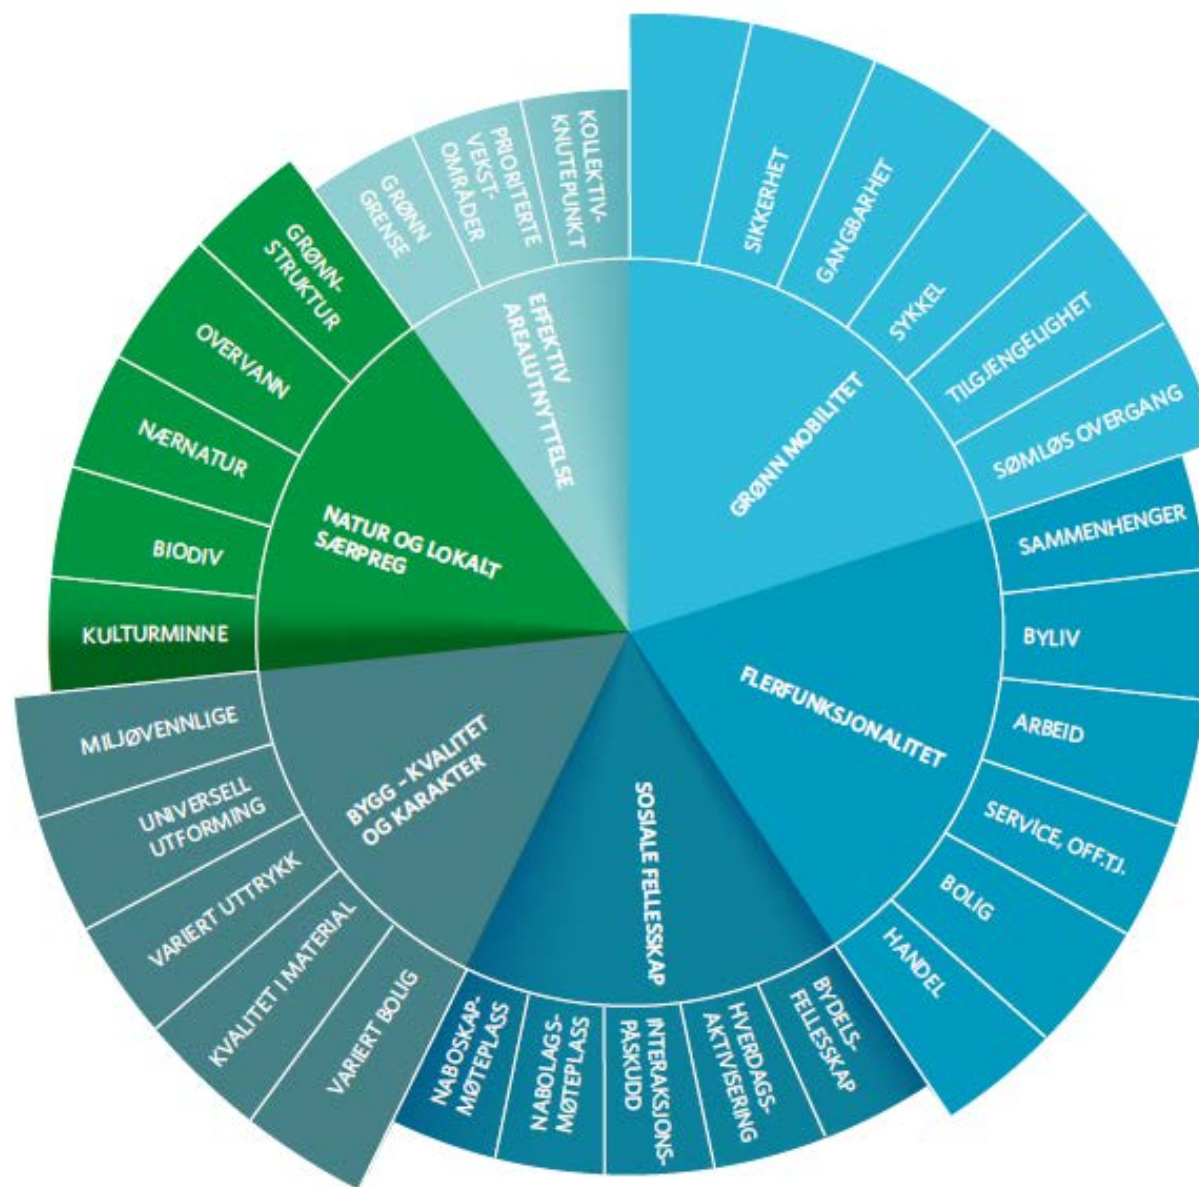 GRØNN MOBILITET
SIKKERHET
GANGBARHET
SYKKEL
TILGJENGELIGHET
SØMLØS OVERGANG
FLERFUNKSJONALITET
SAMMENHENGER
BYLIV
ARBEID
SERVICE, OFF.TJ.
BOLIG
HANDEL
SOSIALE FELLESSKAP
BYDELS-
FELLESSKAP
HVERDAGS-
AKTIVISERING
INTERAKSJONS-
PÅSKUDD
NABOLAGS-
MØTEPLASS
NABOSKAP-
MØTEPLASS
BYGG - KVALITET
OG KARAKTER
VARIERT BOLIG
KVALITET I MATERIAL
VARIERT UTTRYKK
UNIVERSELL
UTFORMING
MILJØVENNLIGE
NATUR OG LOKALT
SÆRPREG
KULTURMINNE
BIODIV
NÆRNATUR
OVERVANN
GRØNN-
STRUKTUR
EFFEKTIV
AREALUTNYTTELSE
GRØNN
GRENSE
PRIORITERTE
VEKST-
OMRÅDER
KOLLEKTIV-
KNUTEPUNKT